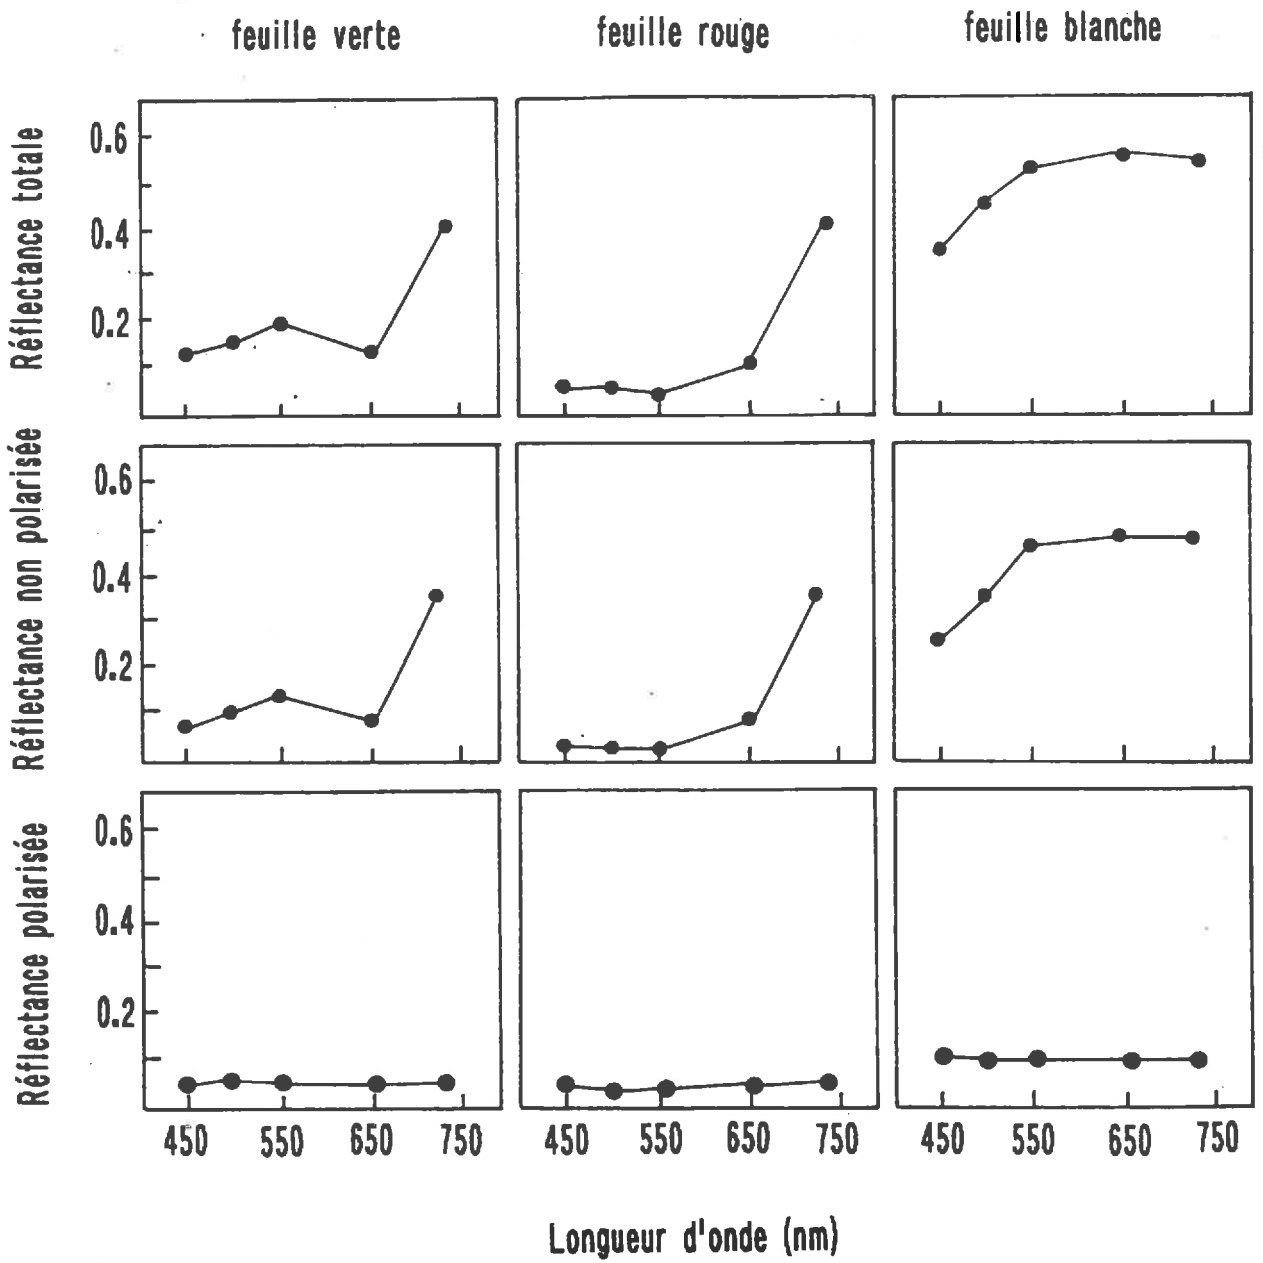 feuille verte feuille rouge feuille blanche
Réflectance totale
0.6
0.4
0.2
Réflectance non polarisée
0.6
0.4
0.2
Réflectance polarisée
0.6
0.4
0.2
450 550 650 750 450 550 650 750 450 550 650 750
Longueur d'onde (nm)